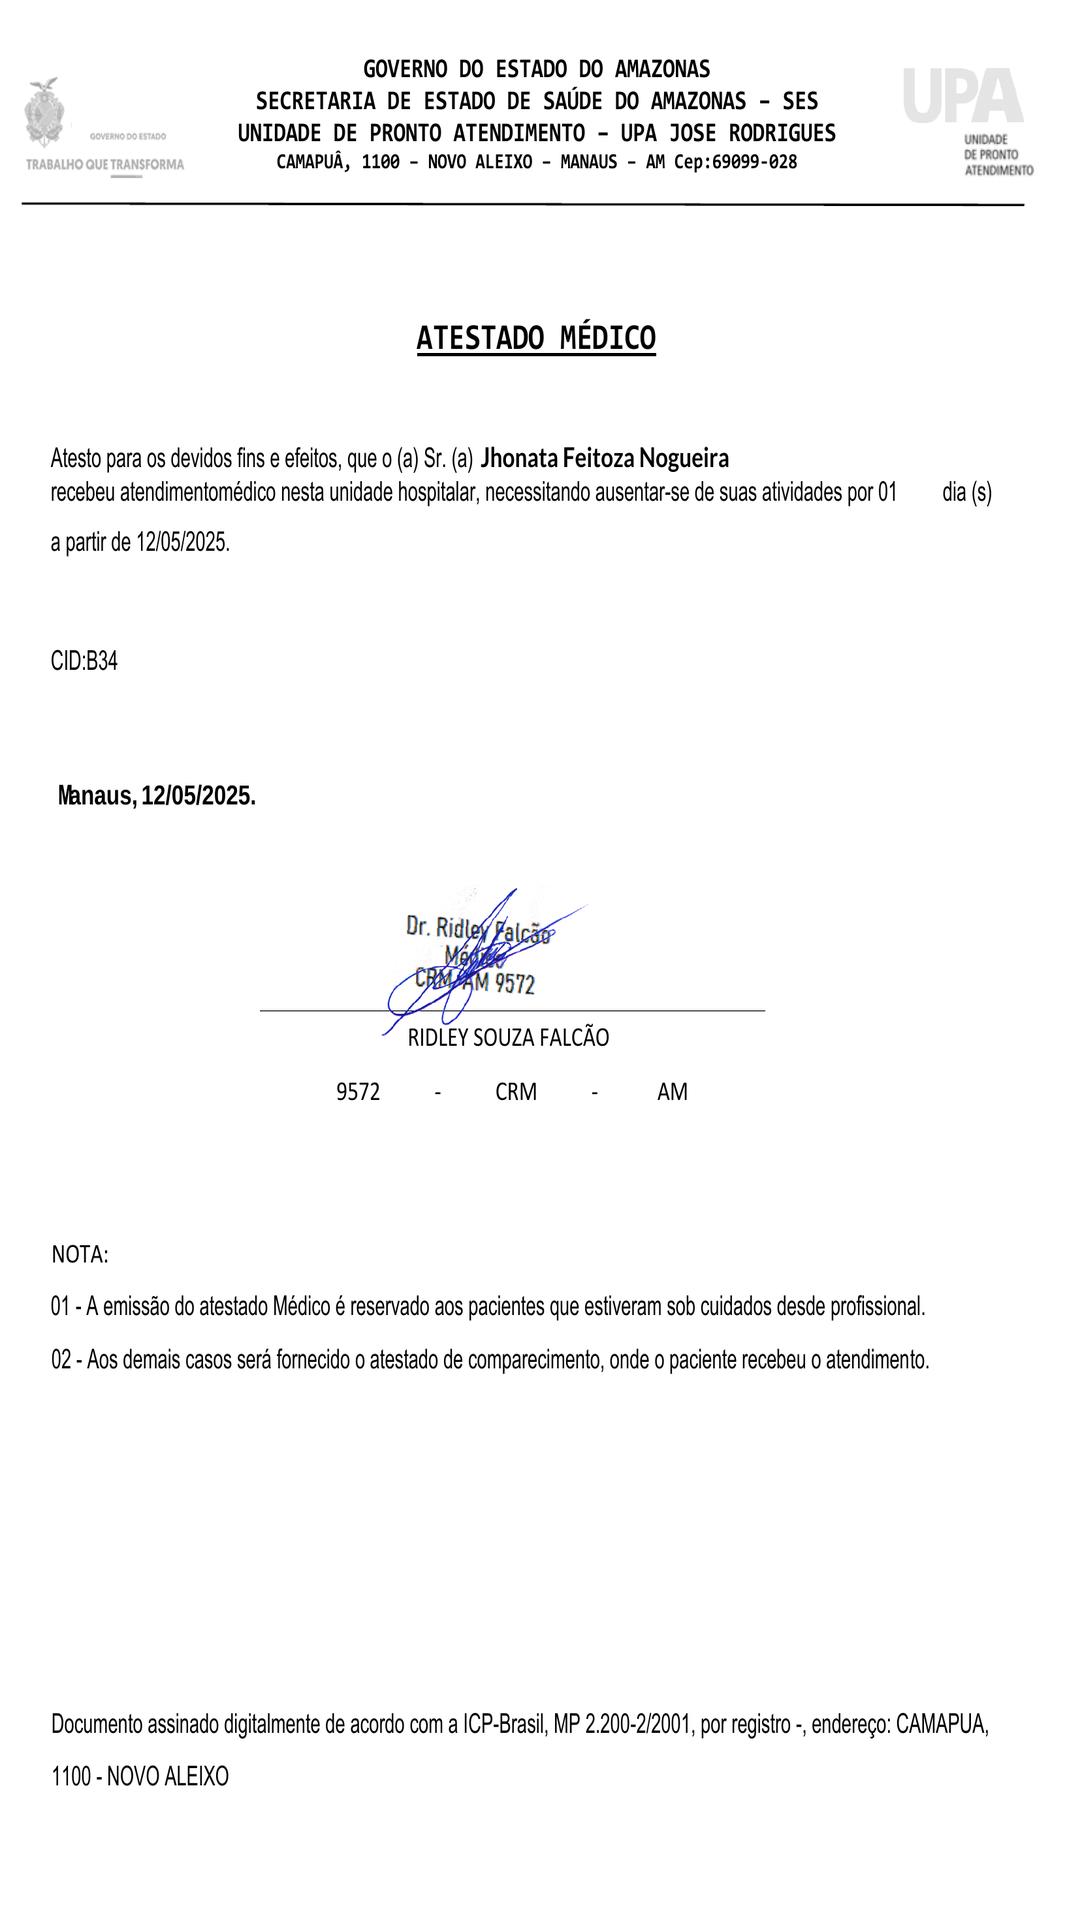 GOVERNO DO ESTADO DO AMAZONAS
SECRETARIA DE ESTADO DE SAÚDE DO AMAZONAS – SES
UNIDADE DE PRONTO ATENDIMENTO – UPA JOSE RODRIGUES
CAMAPUÂ, 1100 – NOVO ALEIXO – MANAUS – AM Cep:69099-028
GOVERNO DO ESTADO
TRABALHO QUE TRANSFORMA
UPA
UNIDADE
DE PRONTO
ATENDIMENTO
ATESTADO MÉDICO
Atesto para os devidos fins e efeitos, que o (a) Sr. (a) Jhonata Feitoza Nogueira
recebeu atendimentomédico nesta unidade hospitalar, necessitando ausentar-se de suas atividades por 01 dia (s)
a partir de 12/05/2025.
CID:B34
Manaus, 12/05/2025.
Dr. Ridley Falcão
Médico
CRM-AM 9572
RIDLEY SOUZA FALCÃO
9572 - CRM - AM
NOTA:
01 - A emissão do atestado Médico é reservado aos pacientes que estiveram sob cuidados desde profissional.
02 - Aos demais casos será fornecido o atestado de comparecimento, onde o paciente recebeu o atendimento.
Documento assinado digitalmente de acordo com a ICP-Brasil, MP 2.200-2/2001, por registro -, endereço: CAMAPUA,
1100 - NOVO ALEIXO